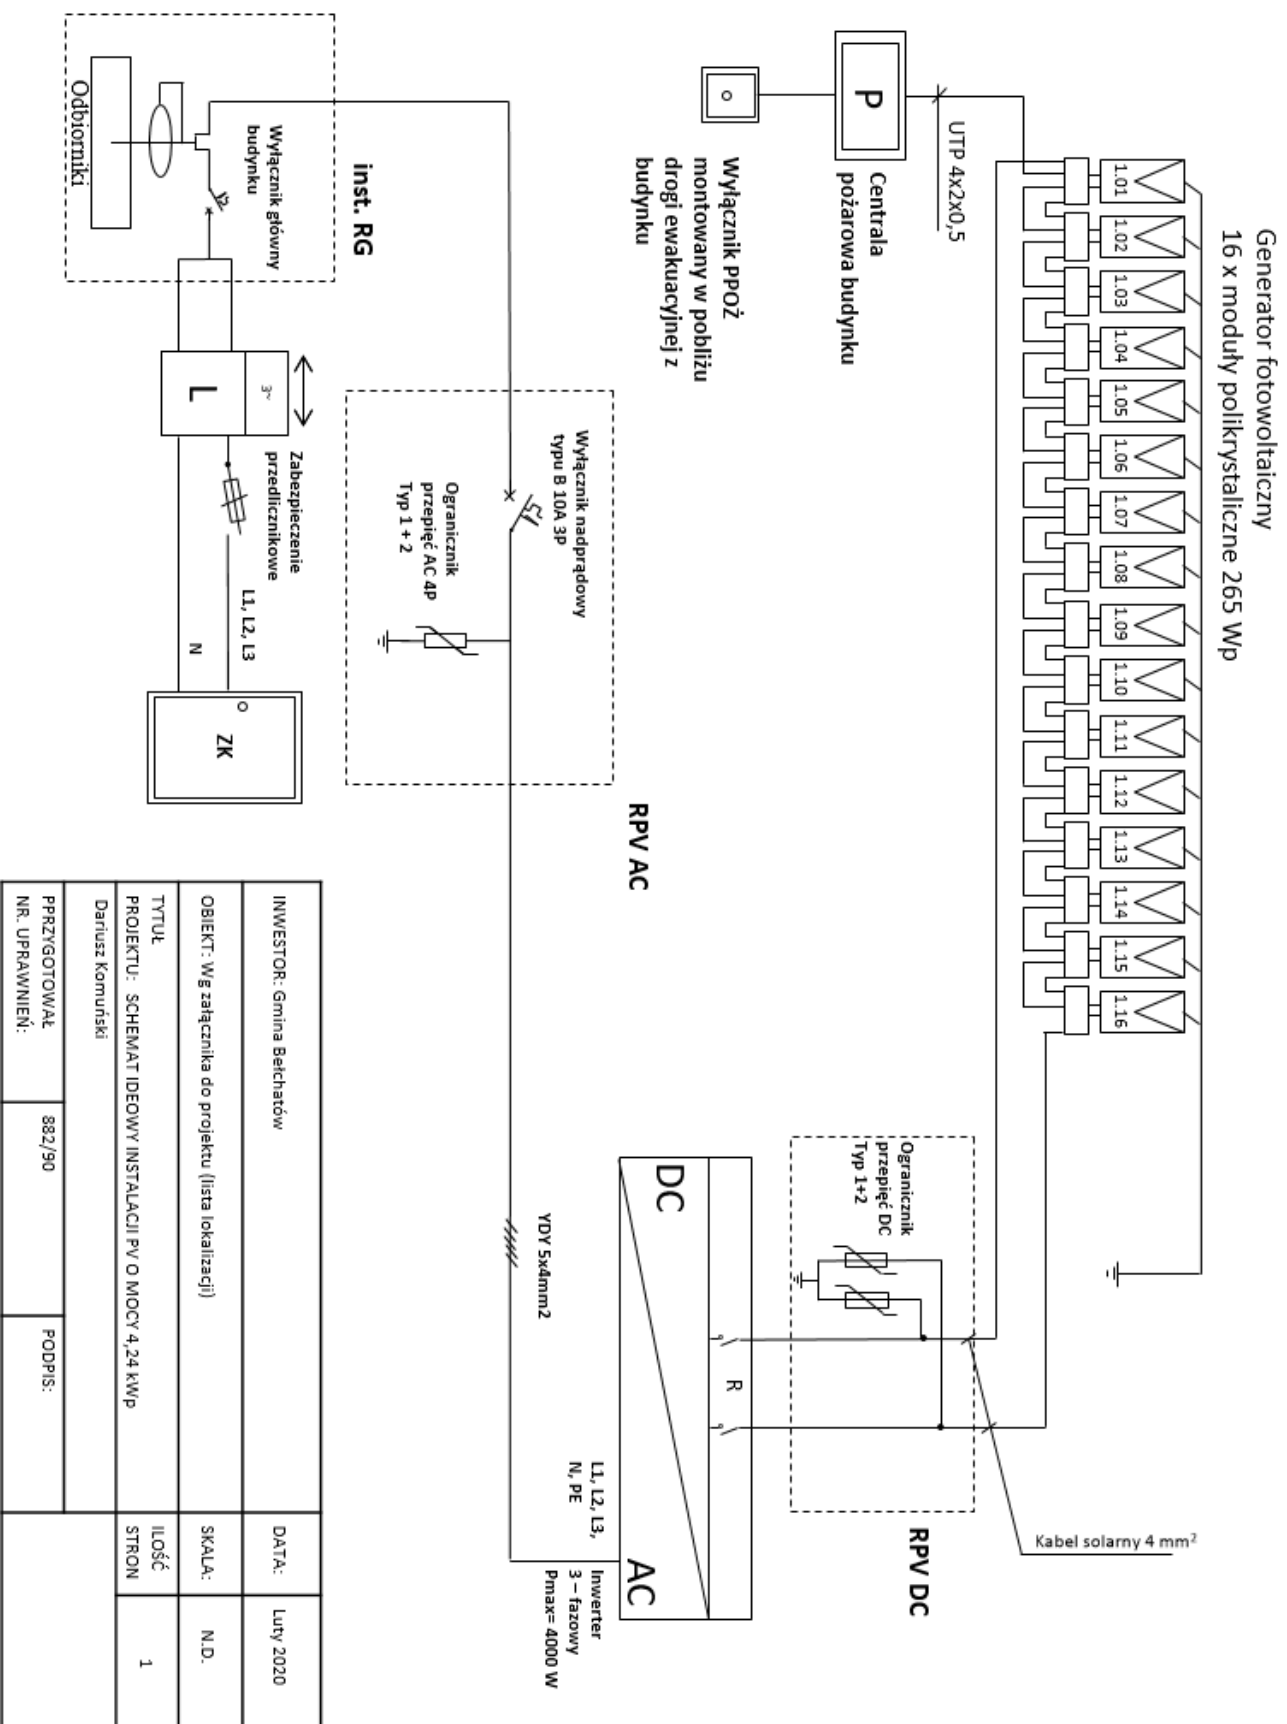 Generator fotowoltaiczny
16 x moduły polikrystaliczne 265 Wp
1.01
1.02
1.03
1.04
1.05
1.06
1.07
1.08
1.09
1.10
1.11
1.12
1.13
1.14
1.15
1.16
UTP 4x2x0,5
P
Centrala
pożarowa budynku
Wyłącznik PPOŻ
montowany w pobliżu
drogi ewakuacyjnej z
budynku
Kabel solarny 4 mm²
RPV DC
Ogranicznik
przepięć DC
Typ 1+2
R
DC
AC
Inwerter
3 – fazowy
Pmax= 4000 W
L1, L2, L3,
N, PE
YDY 5x4mm2
RPV AC
Wyłącznik nadprądowy
typu B 10A 3P
Ogranicznik
przepięć AC 4P
Typ 1 + 2
inst. RG
Wyłącznik główny
budynku
Odbiorniki
3~
L
Zabezpieczenie
przedlicznikowe
L1, L2, L3
N
ZK
INWESTOR: Gmina Bełchatów
DATA:
Luty 2020
OBIEKT: Wg załącznika do projektu (lista lokalizacji)
SKALA:
N.D.
TYTUŁ
PROJEKTU: SCHEMAT IDEOWY INSTALACJI PV O MOCY 4,24 kWp
ILOŚĆ
STRON
1
Dariusz Komuński
PPRZYGOTOWAŁ
NR. UPRAWNIEŃ:
882/90
PODPIS: